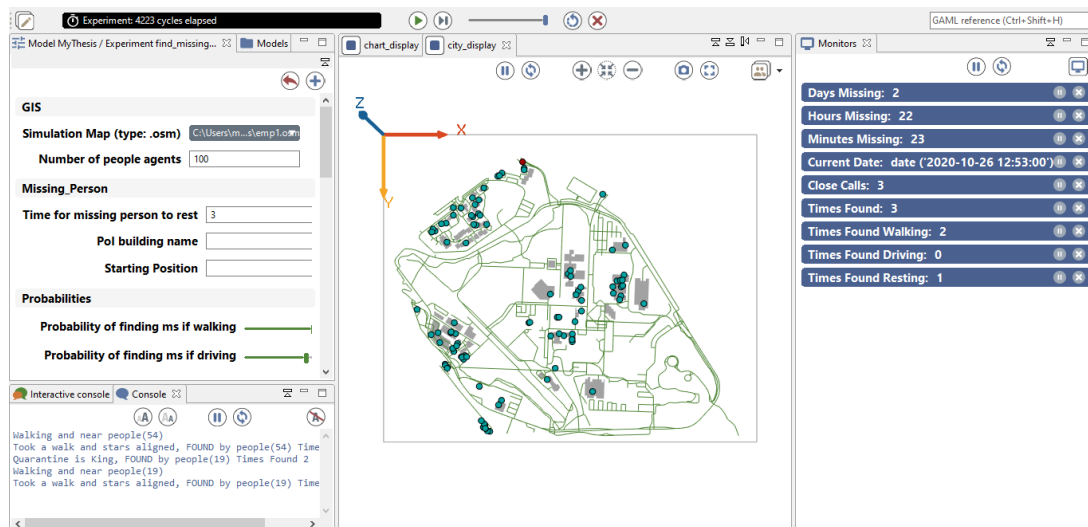 Experiment: 4223 cycles elapsed
GAML reference (Ctrl+Shift+H)
Model MyThesis / Experiment find_missing...
Models
GIS
Simulation Map (type: .osm) C:\Users\m...s\emp1.osm
Number of people agents 100
Missing_Person
Time for missing person to rest 3
PoI building name
Starting Position
Probabilities
Probability of finding ms if walking
Probability of finding ms if driving
Interactive console
Console
Walking and near people(54)
Took a walk and stars aligned, FOUND by people(54) Time
Quarantine is King, FOUND by people(19) Times Found 2
Walking and near people(19)
Took a walk and stars aligned, FOUND by people(19) Time
chart_display
city_display
Z
X
Y
Monitors
Days Missing: 2
Hours Missing: 22
Minutes Missing: 23
Current Date: date ('2020-10-26 12:53:00')
Close Calls: 3
Times Found: 3
Times Found Walking: 2
Times Found Driving: 0
Times Found Resting: 1